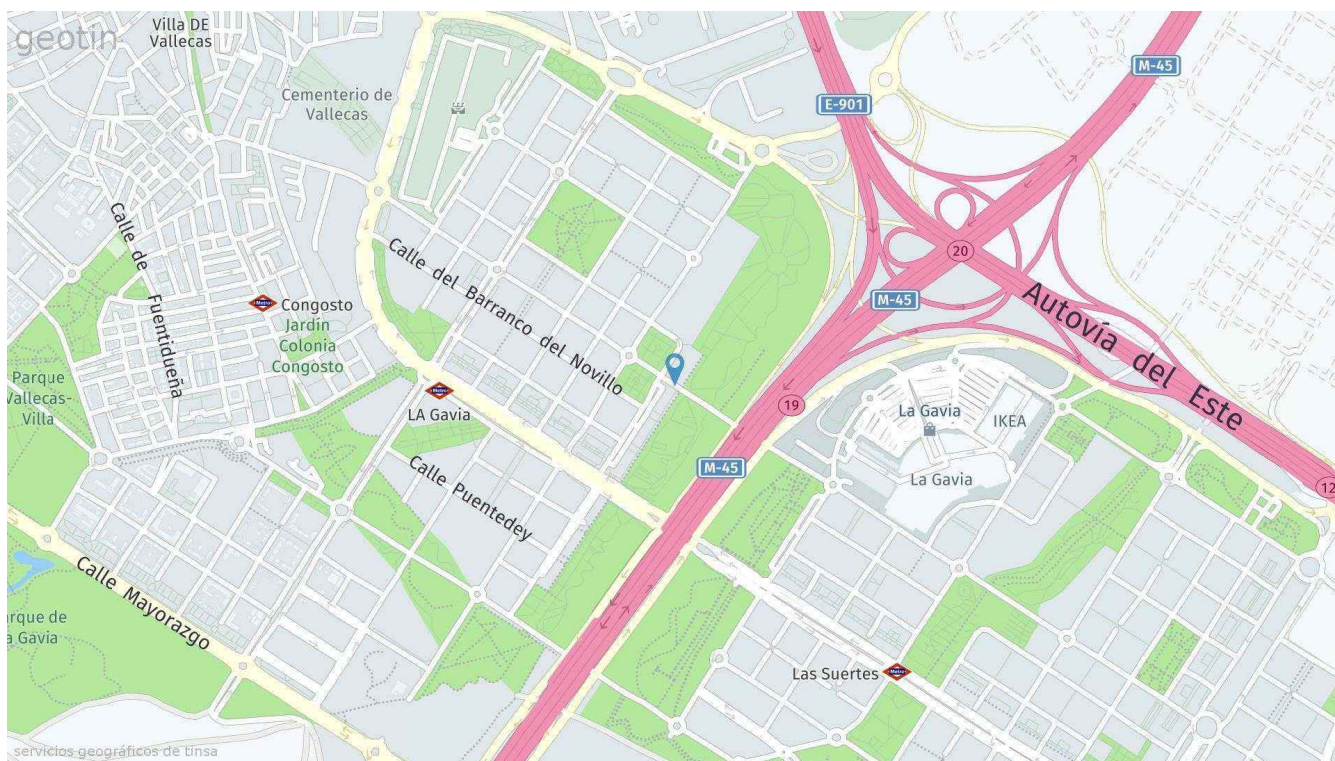 geotin
Villa DE
Vallecas
Cementerio de
Vallecas
M-45
E-901
20
Calle de Fuentidueña
Calle del Barranco del Novillo
Congosto
Jardín
Colonia
Congosto
M-45
Autovía del Este
Parque
Vallecas-
Villa
LA Gavia
19
La Gavia
IKEA
M-45
La Gavia
12
Calle Puentedey
Calle Mayorazgo
arque de
a Gavia
Las Suertes
servicios geográficos de tinsa